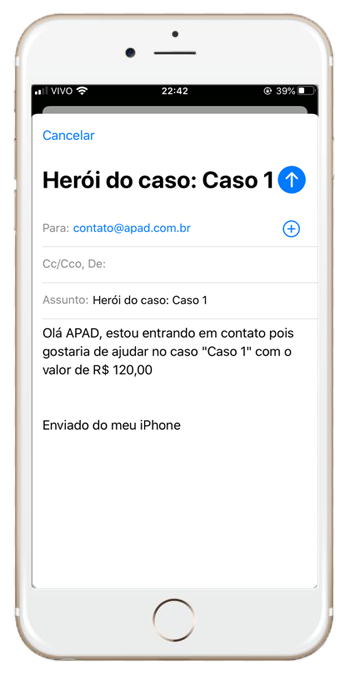 VIVO 22:42 39%
Cancelar
Herói do caso: Caso 1
Para: contato@apad.com.br
Cc/Cco, De:
Assunto: Herói do caso: Caso 1
Olá APAD, estou entrando em contato pois
gostaria de ajudar no caso "Caso 1" com o
valor de R$ 120,00
Enviado do meu iPhone